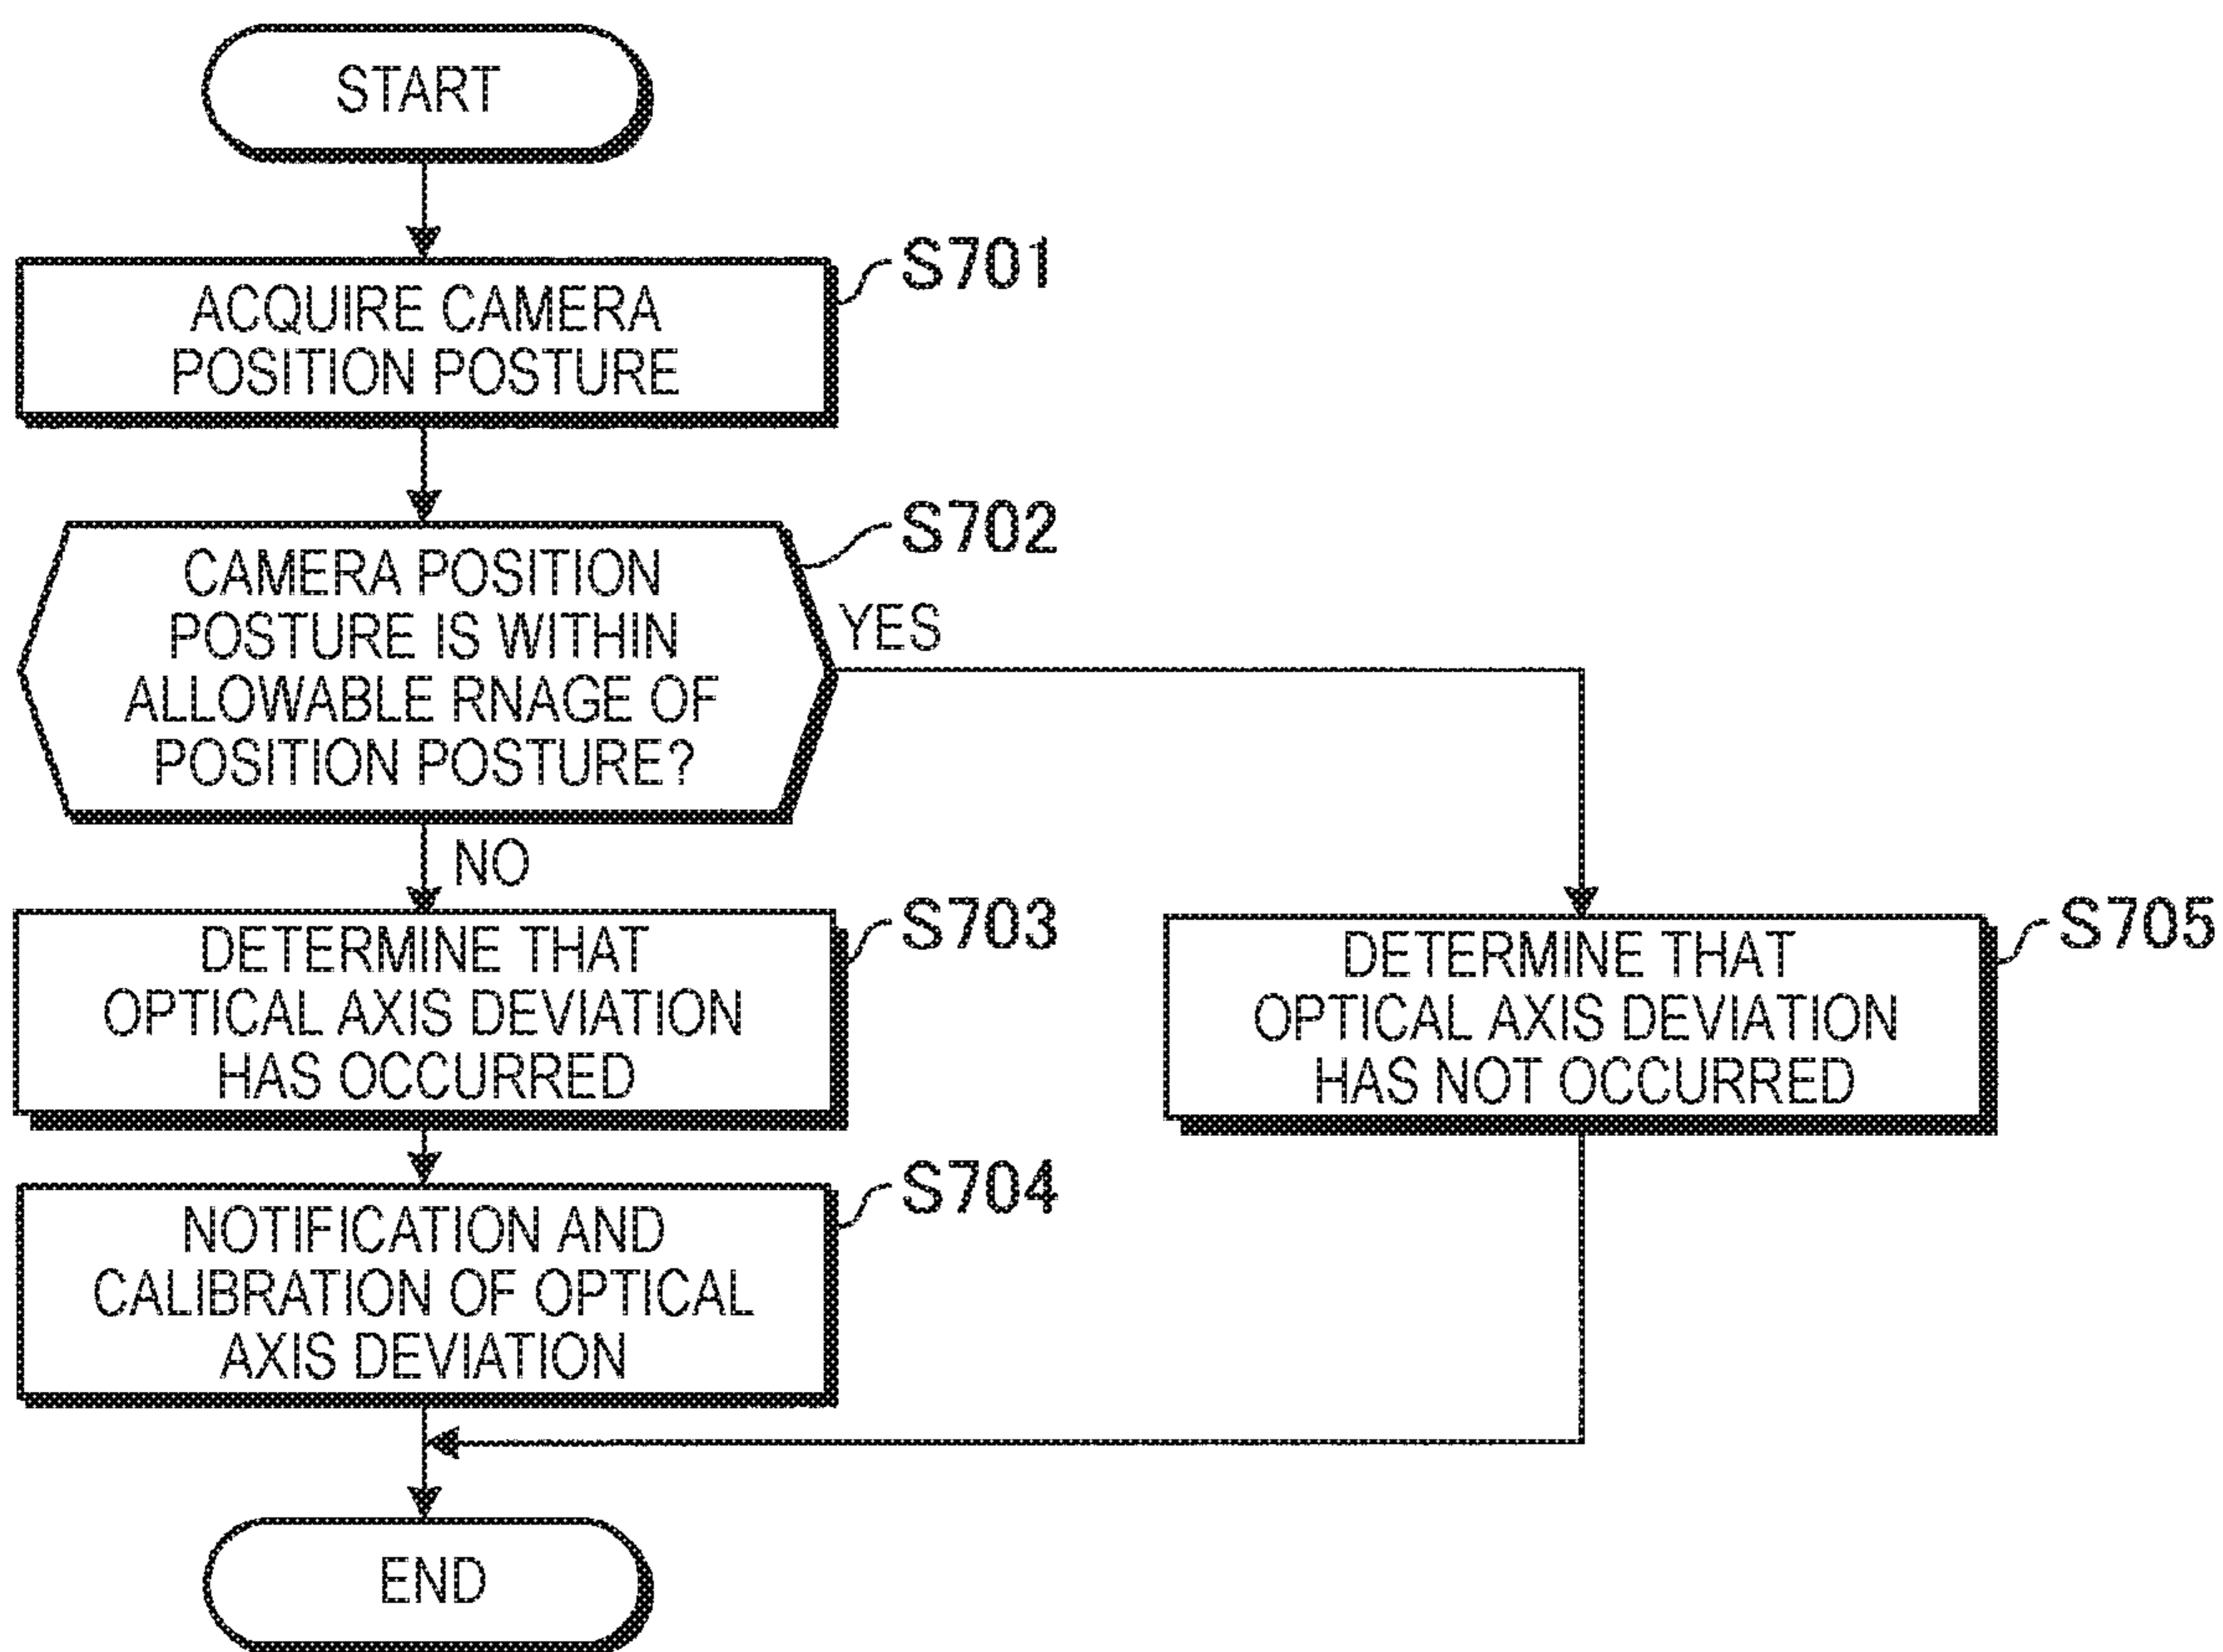 START
S701
ACQUIRE CAMERA
POSITION POSTURE
S702
CAMERA POSITION
POSTURE IS WITHIN
ALLOWABLE RNAGE OF
POSITION POSTURE?
YES
NO
S703
DETERMINE THAT
OPTICAL AXIS DEVIATION
HAS OCCURRED
S705
DETERMINE THAT
OPTICAL AXIS DEVIATION
HAS NOT OCCURRED
S704
NOTIFICATION AND
CALIBRATION OF OPTICAL
AXIS DEVIATION
END